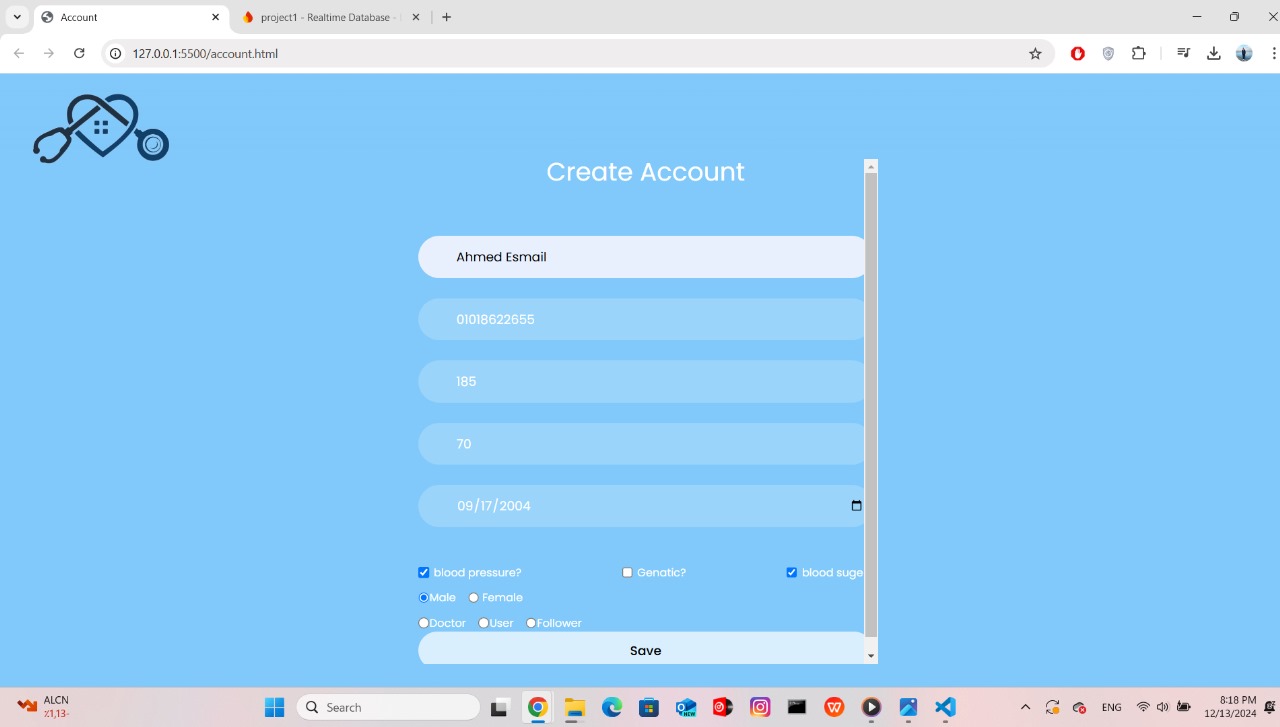 Account
project1 - Realtime Database -
127.0.0.1:5500/account.html
Create Account
Ahmed Esmail
01018622655
185
70
09/17/2004
blood pressure? Genatic? blood suge
Male Female
Doctor User Follower
Save
ALCN
٪1,13-
Search
ENG
8:18 PM
12/13/2024